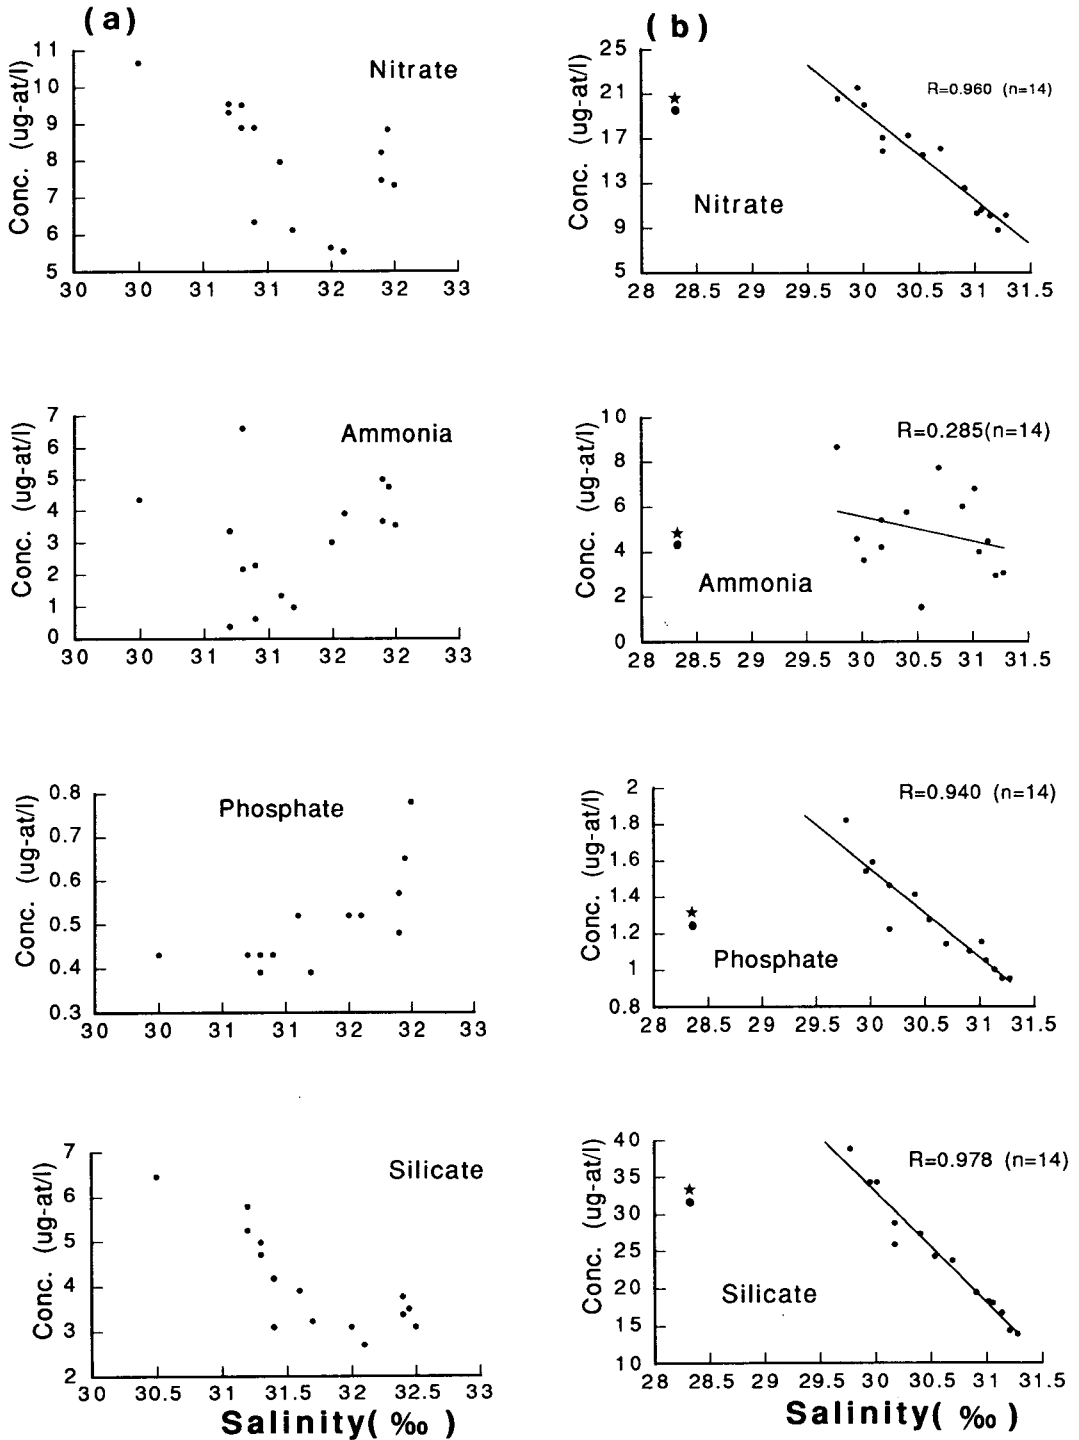 (a)
Conc. (ug-at/l)
11
10
9
8
7
6
5
Nitrate
30 30 31 31 32 32 33
(b)
Conc. (ug-at/l)
25
21
17
13
9
5
R=0.960 (n=14)
Nitrate
28 28.5 29 29.5 30 30.5 31 31.5
Conc. (ug-at/l)
7
6
5
4
3
2
1
0
Ammonia
30 30 31 31 32 32 33
Conc. (ug-at/l)
10
8
6
4
2
0
R=0.285(n=14)
Ammonia
28 28.5 29 29.5 30 30.5 31 31.5
Conc. (ug-at/l)
0.8
0.7
0.6
0.5
0.4
0.3
Phosphate
30 30 31 31 32 32 33
Conc. (ug-at/l)
2
1.8
1.6
1.4
1.2
1
0.8
R=0.940 (n=14)
Phosphate
28 28.5 29 29.5 30 30.5 31 31.5
Conc. (ug-at/l)
7
6
5
4
3
2
Silicate
30 30.5 31 31.5 32 32.5 33
Salinity( ‰ )
Conc. (ug-at/l)
40
35
30
25
20
15
10
R=0.978 (n=14)
Silicate
28 28.5 29 29.5 30 30.5 31 31.5
Salinity( ‰ )